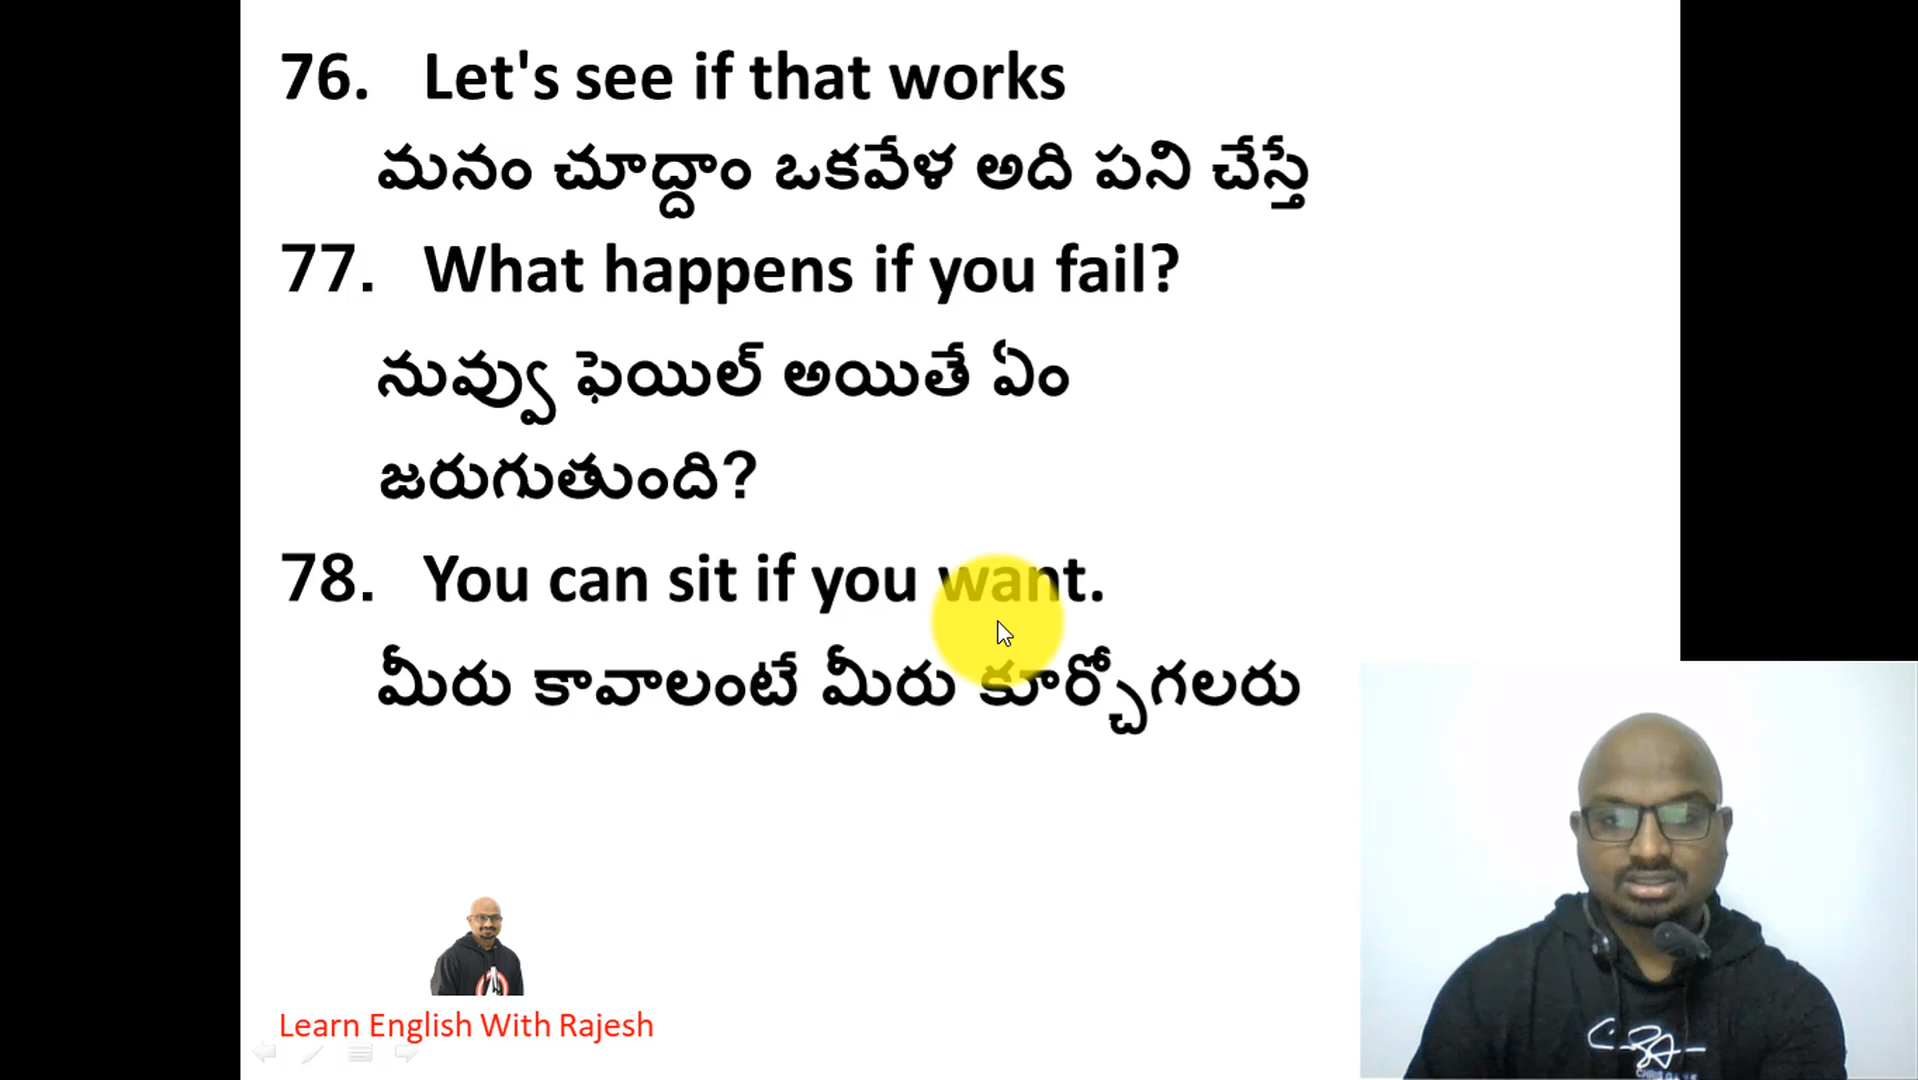 76. Let's see if that works
మనం చూద్దాం ఒకవేళ అది పని చేస్తే
77. What happens if you fail?
నువ్వు ఫెయిల్ అయితే ఏం
జరుగుతుంది?
78. You can sit if you want.
మీరు కావాలంటే మీరు కూర్చోగలరు
Learn English With Rajesh